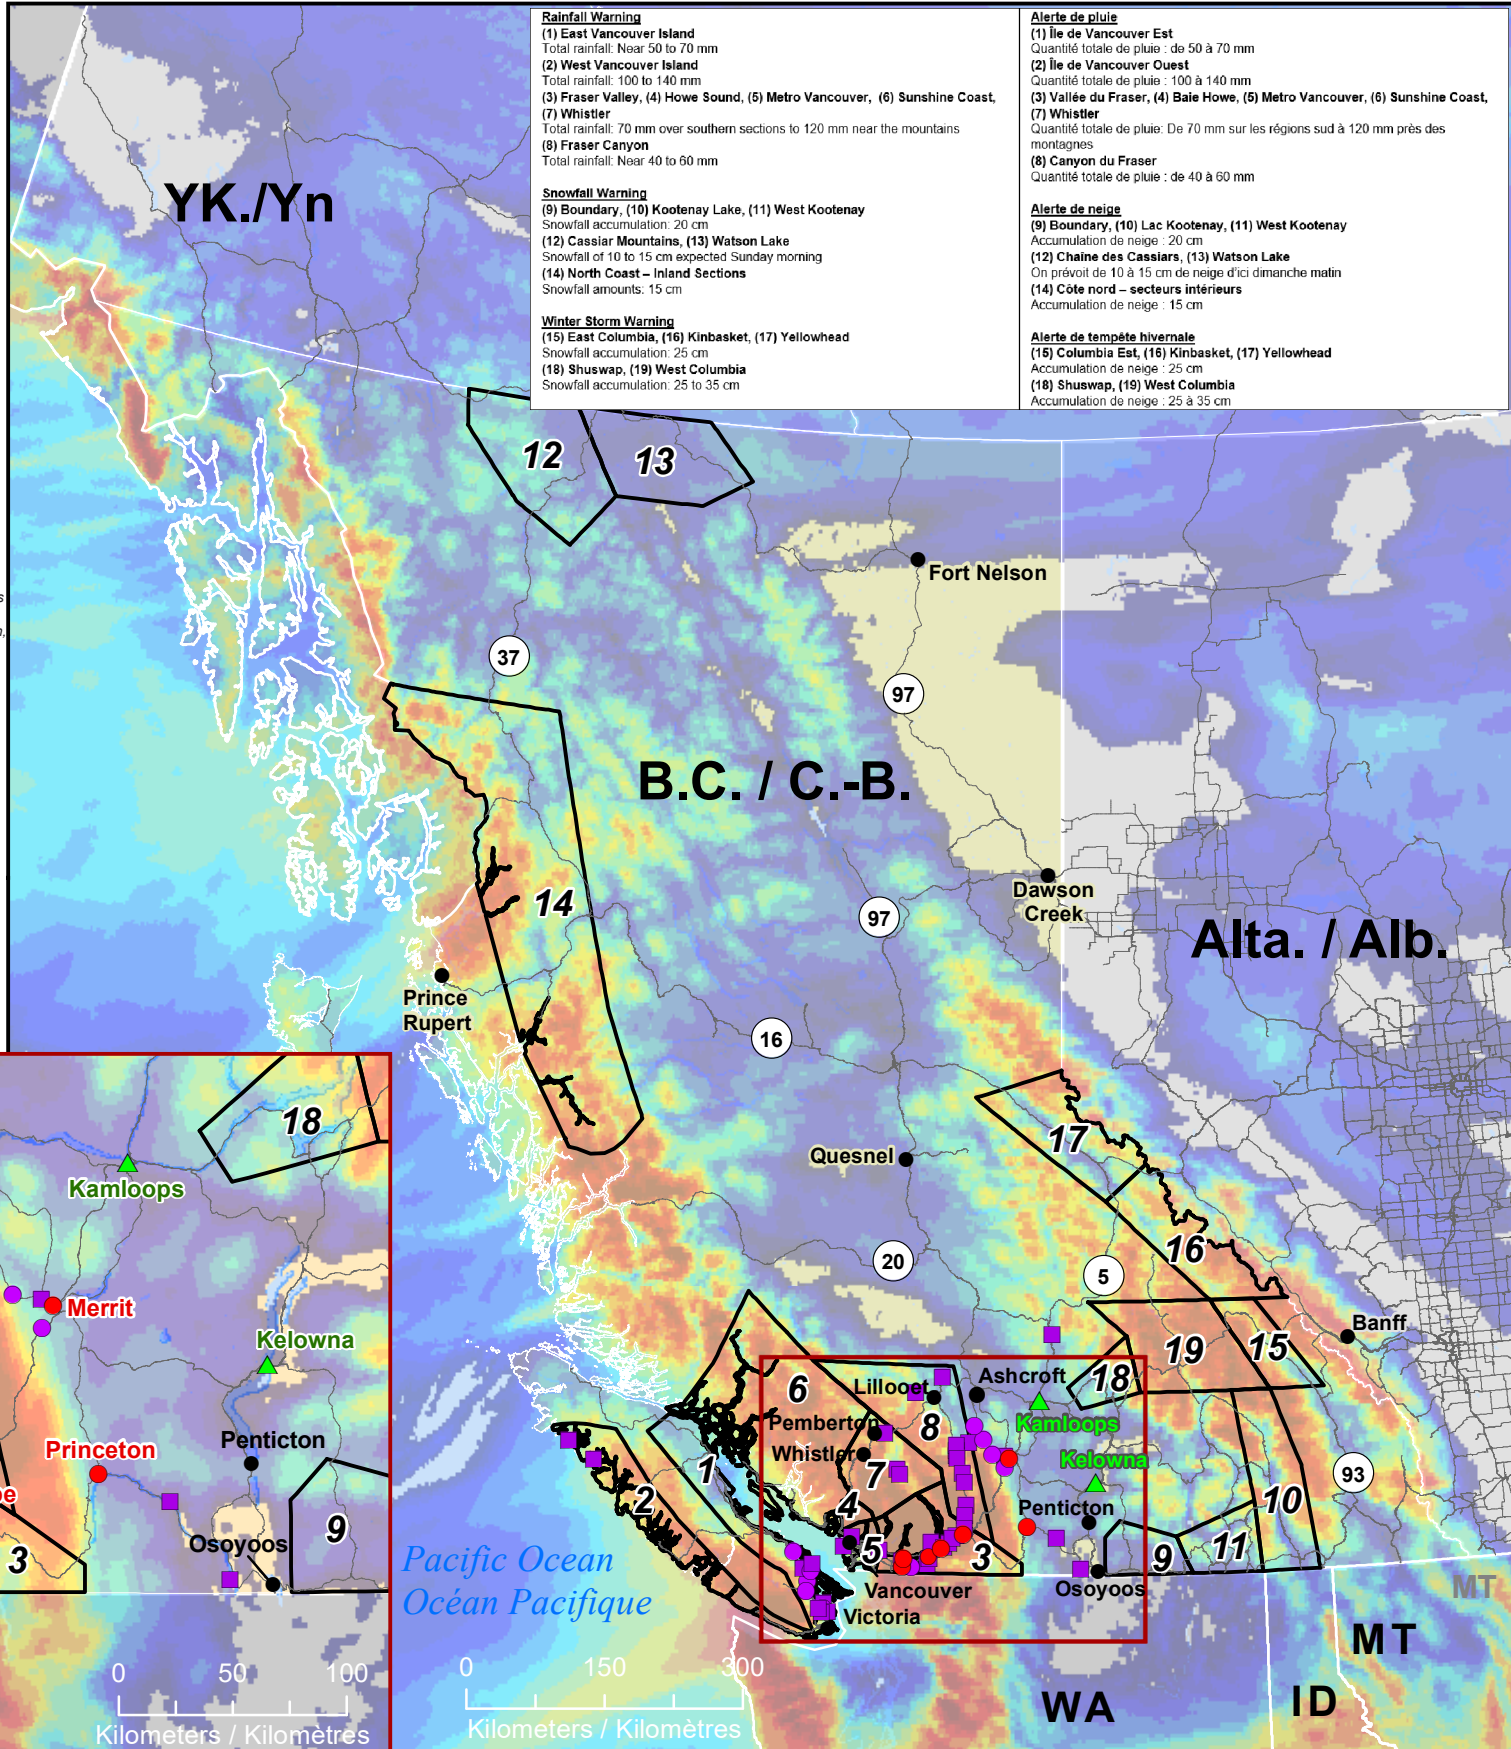 Rainfall Warning
(1) East Vancouver Island
Total rainfall: Near 50 to 70 mm
(2) West Vancouver Island
Total rainfall: 100 to 140 mm
(3) Fraser Valley, (4) Howe Sound, (5) Metro Vancouver, (6) Sunshine Coast,
(7) Whistler
Total rainfall: 70 mm over southern sections to 120 mm near the mountains
(8) Fraser Canyon
Total rainfall: Near 40 to 60 mm
Snowfall Warning
(9) Boundary, (10) Kootenay Lake, (11) West Kootenay
Snowfall accumulation: 20 cm
(12) Cassiar Mountains, (13) Watson Lake
Snowfall of 10 to 15 cm expected Sunday morning
(14) North Coast – Inland Sections
Snowfall amounts: 15 cm
Winter Storm Warning
(15) East Columbia, (16) Kinbasket, (17) Yellowhead
Snowfall accumulation: 25 cm
(18) Shuswap, (19) West Columbia
Snowfall accumulation: 25 to 35 cm
Alerte de pluie
(1) Île de Vancouver Est
Quantité totale de pluie : de 50 à 70 mm
(2) Île de Vancouver Ouest
Quantité totale de pluie : 100 à 140 mm
(3) Vallée du Fraser, (4) Baie Howe, (5) Metro Vancouver, (6) Sunshine Coast,
(7) Whistler
Quantité totale de pluie: De 70 mm sur les régions sud à 120 mm près des
montagnes
(8) Canyon du Fraser
Quantité totale de pluie : de 40 à 60 mm
Alerte de neige
(9) Boundary, (10) Lac Kootenay, (11) West Kootenay
Accumulation de neige : 20 cm
(12) Chaîne des Cassiars, (13) Watson Lake
On prévoit de 10 à 15 cm de neige d'ici dimanche matin
(14) Côte nord – secteurs intérieurs
Accumulation de neige : 15 cm
Alerte de tempête hivernale
(15) Columbia Est, (16) Kinbasket, (17) Yellowhead
Accumulation de neige : 25 cm
(18) Shuswap, (19) West Columbia
Accumulation de neige : 25 à 35 cm
YK./Yn
12
13
Fort Nelson
37
97
B.C. / C.-B.
Dawson
Creek
14
97
Alta. / Alb.
Prince
Rupert
16
17
Quesnel
16
20
5
Banff
19
15
18
6
Lillooet
Ashcroft
8
Kamloops
Pemberton
Whistler
7
1
Kelowna
93
2
4
Penticton
10
5
3
9
11
Vancouver
Osoyoos
Victoria
MT
Pacific Ocean
Océan Pacifique
MT
ID
WA
0 150 300
Kilometers / Kilomètres
18
Kamloops
Merrit
Kelowna
Princeton
Penticton
9
Osoyoos
3
0 50 100
Kilometers / Kilomètres